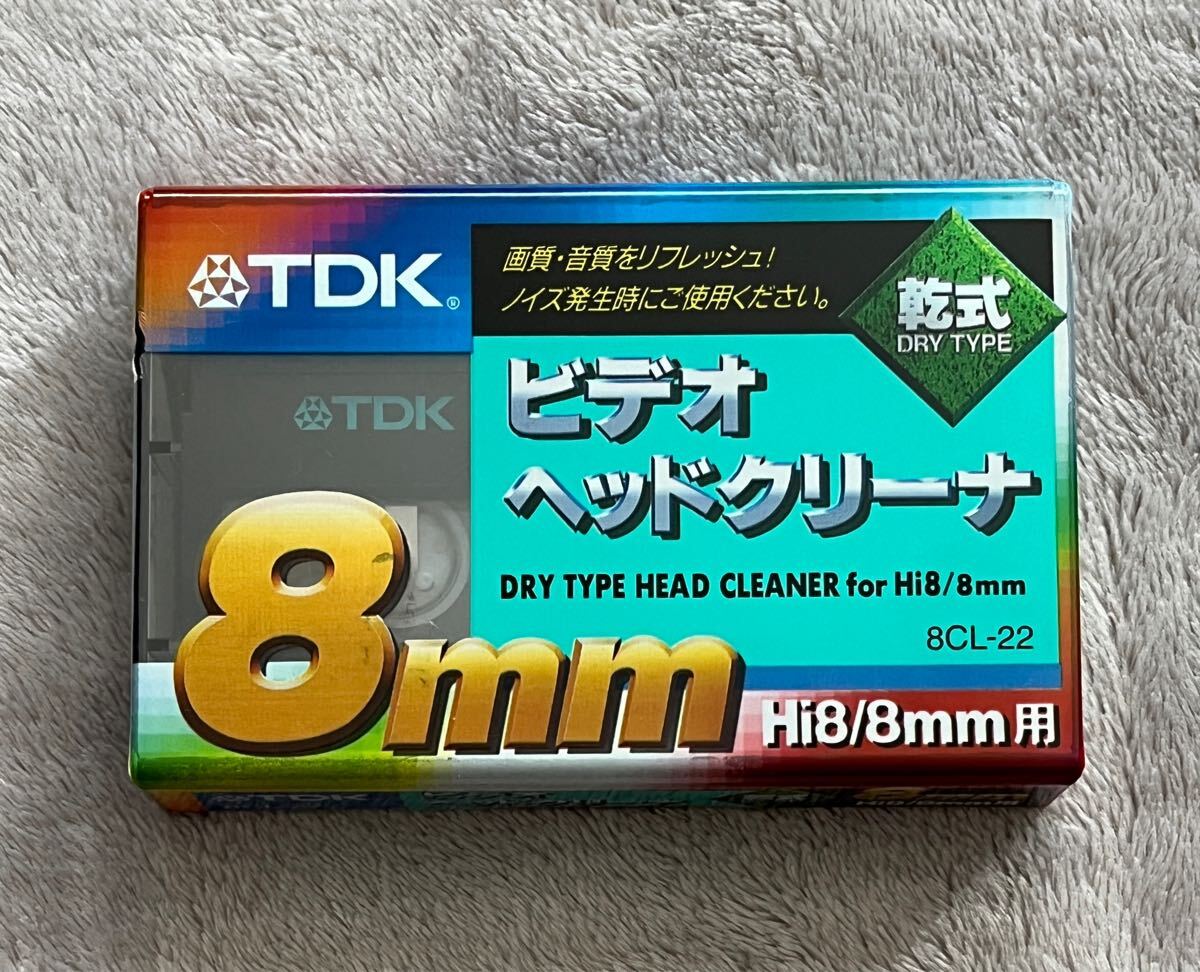 TDK
画質・音質をリフレッシュ!
ノイズ発生時にご使用ください。
乾式
DRY TYPE
TDK
ビデオ
ヘッドクリーナ
DRY TYPE HEAD CLEANER for Hi8/8mm
8CL-22
8mm
Hi8/8mm用
TDK